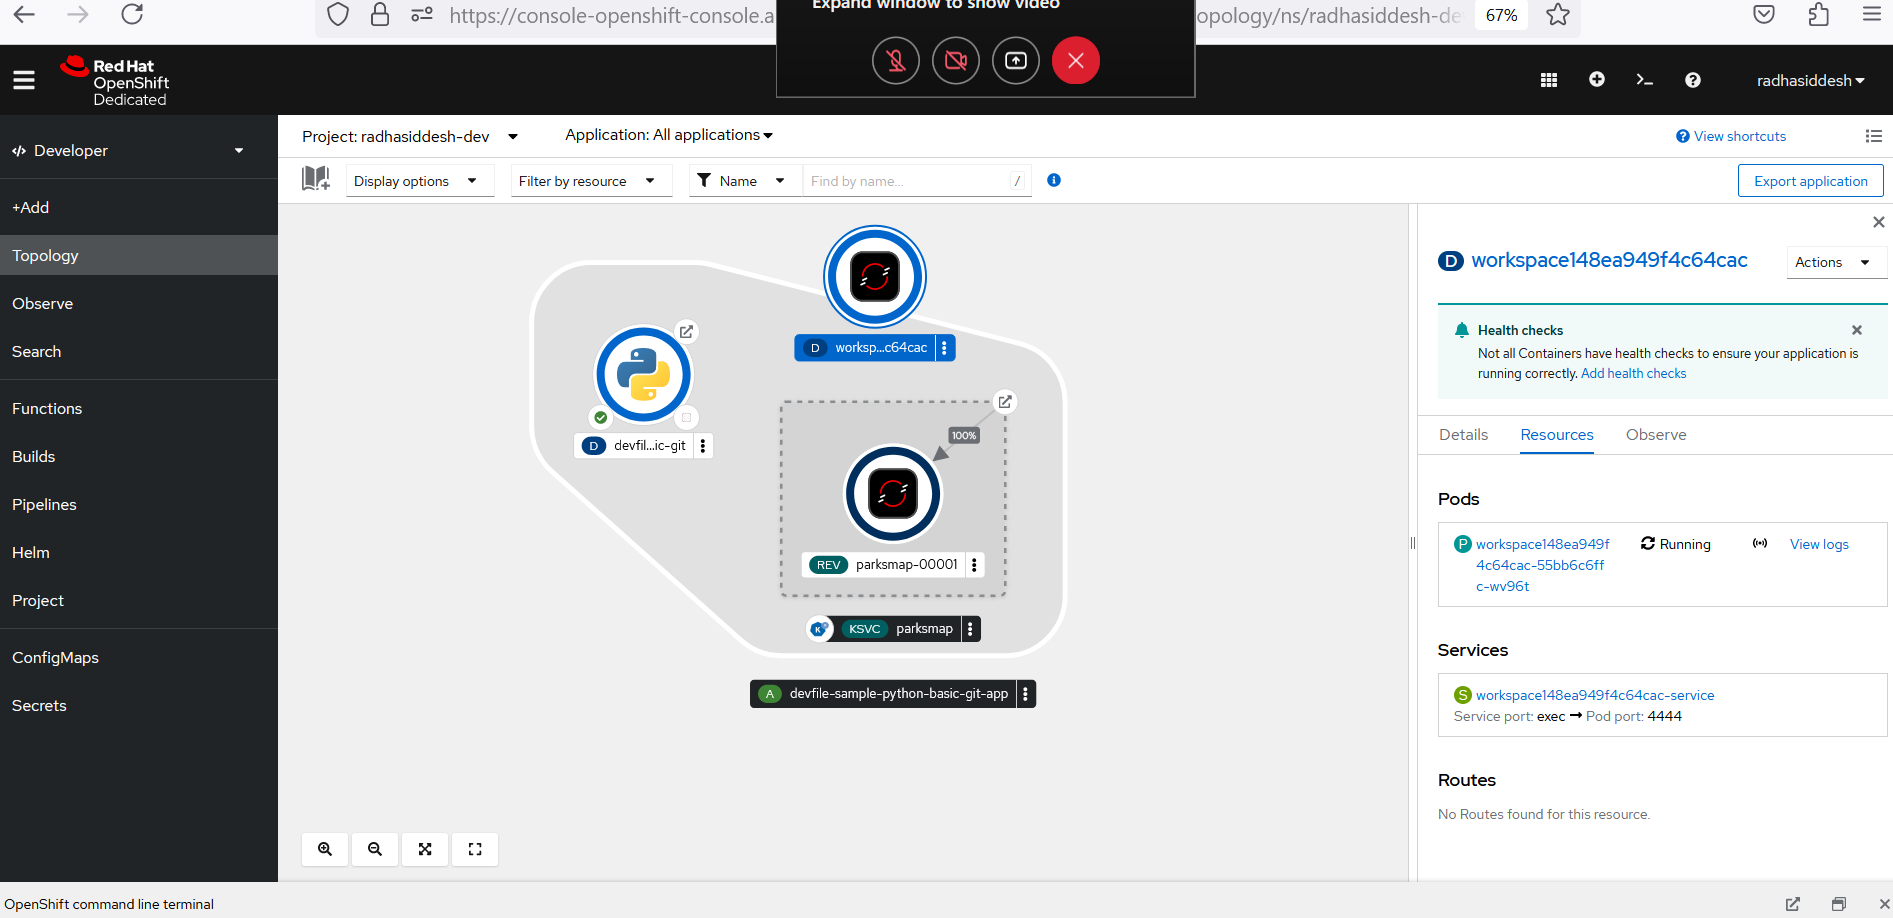 Expand window to show video
https://console-openshift-console.a
opology/ns/radhasiddesh-de
67%
Red Hat
OpenShift
Dedicated
radhasiddesh
Developer
+Add
Topology
Observe
Search
Functions
Builds
Pipelines
Helm
Project
ConfigMaps
Secrets
Project: radhasiddesh-dev
Application: All applications
View shortcuts
Display options
Filter by resource
Name
Find by name...
/
Export application
D worksp...c64cac
D devfil...ic-git
100%
REV parksmap-00001
KSVC parksmap
A devfile-sample-python-basic-git-app
D workspace148ea949f4c64cac
Actions
Health checks
Not all Containers have health checks to ensure your application is
running correctly. Add health checks
Details Resources Observe
Pods
P workspace148ea949f
4c64cac-55bb6c6ff
c-wv96t
Running
View logs
Services
S workspace148ea949f4c64cac-service
Service port: exec → Pod port: 4444
Routes
No Routes found for this resource.
OpenShift command line terminal